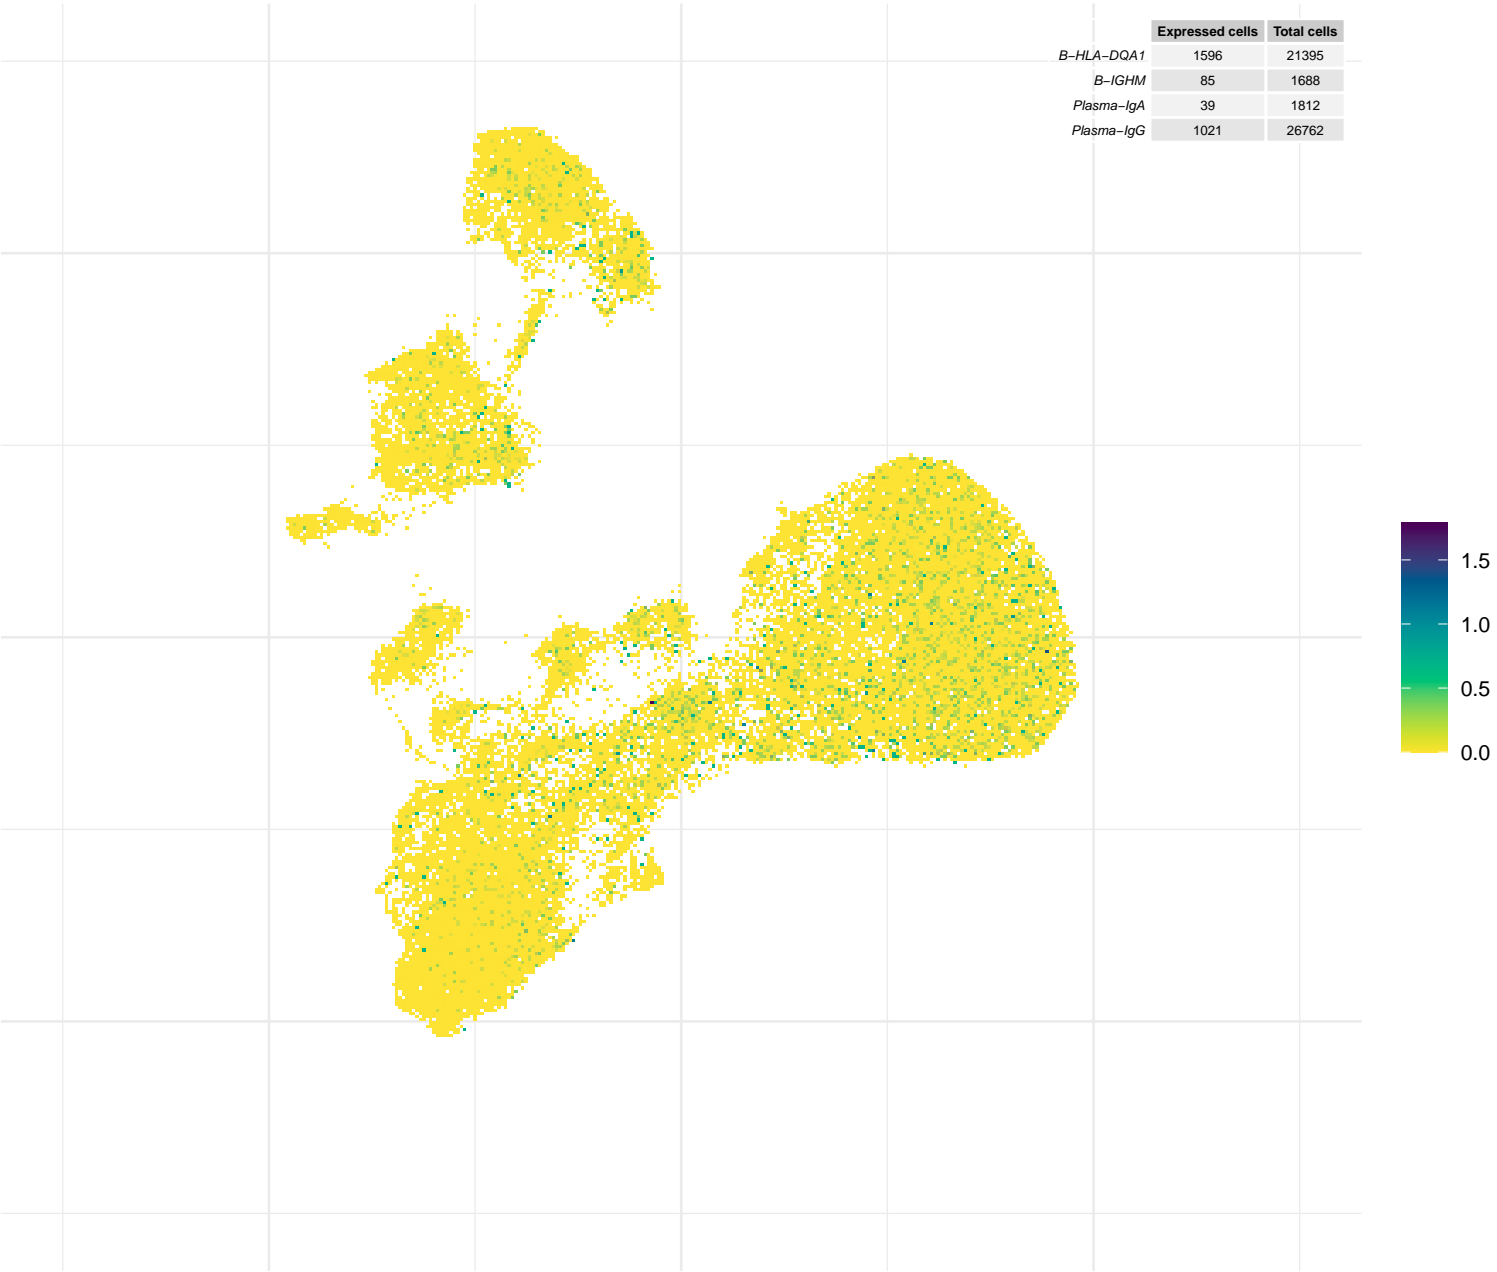 Expressed cells Total cells
B–HLA–DQA1 1596 21395
B–IGHM 85 1688
Plasma–IgA 39 1812
Plasma–IgG 1021 26762
1.5
1.0
0.5
0.0